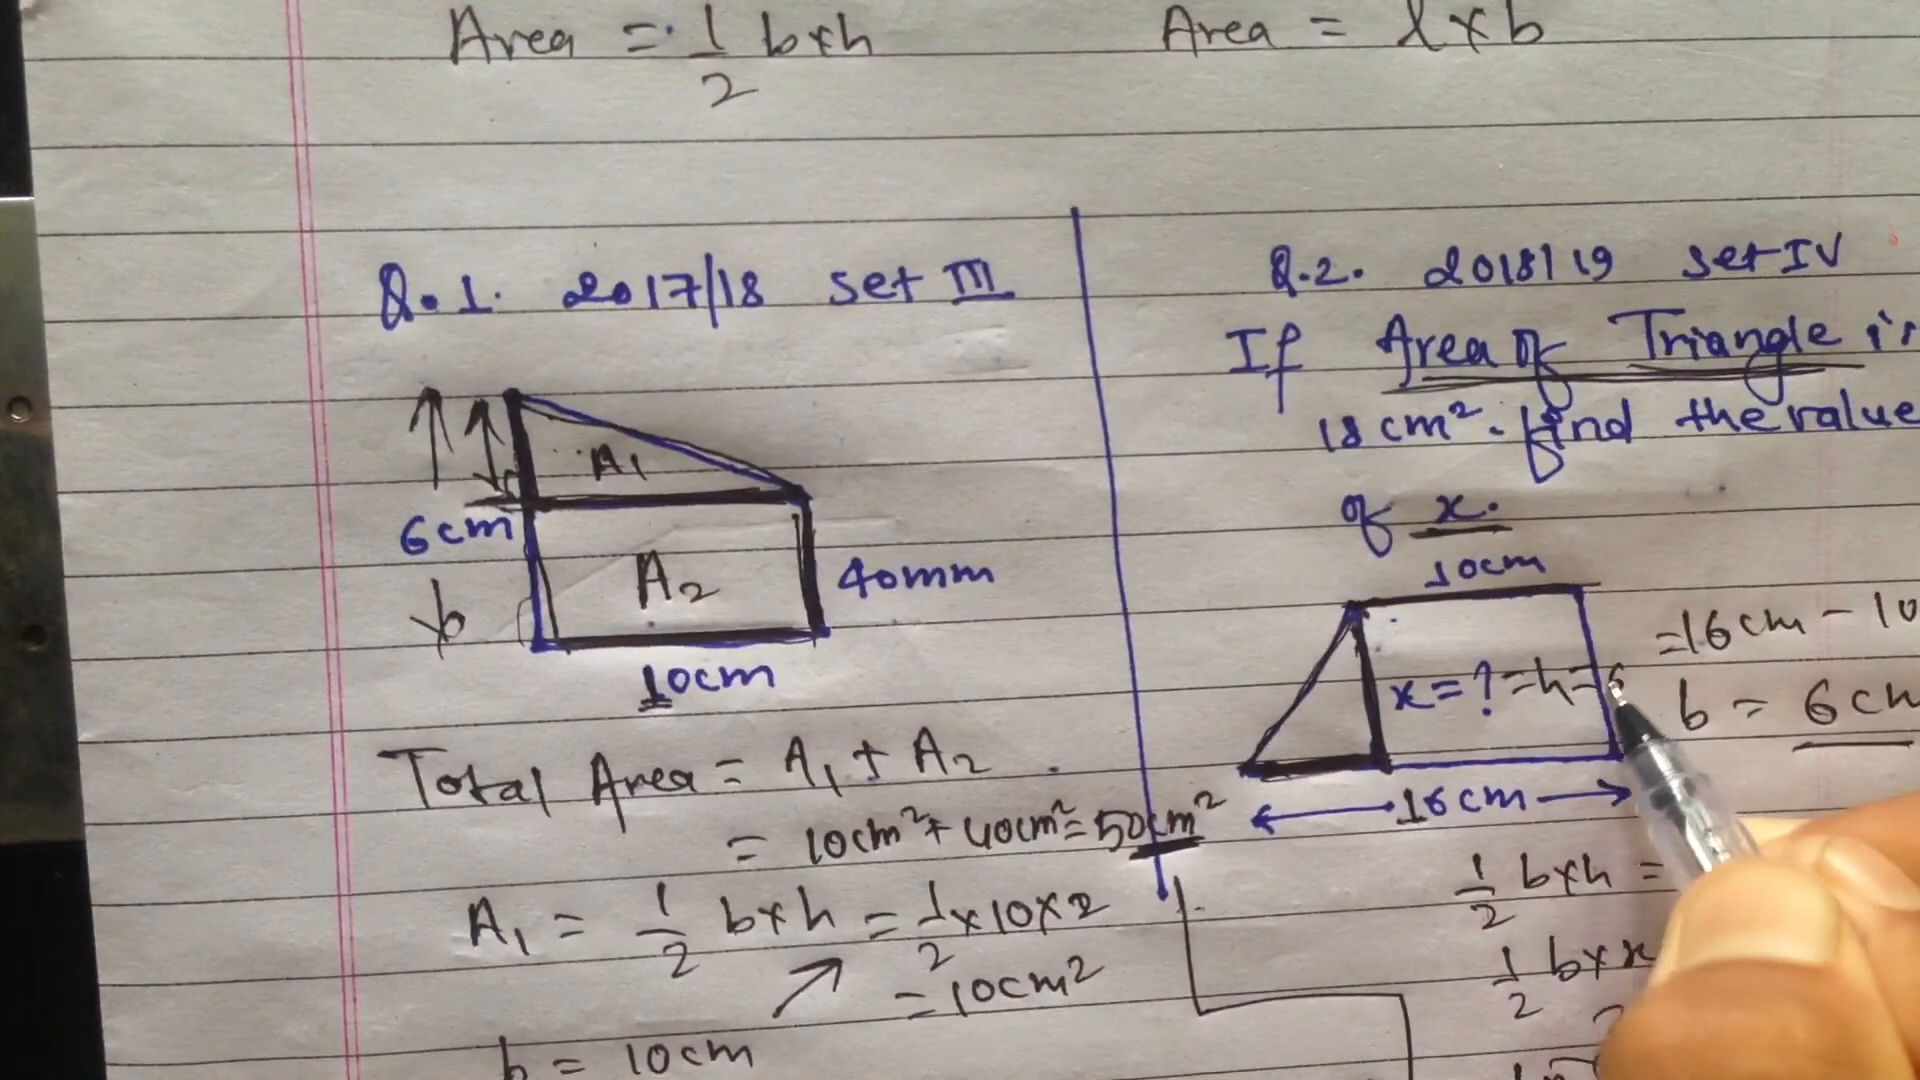 Area = 1/2 b×h
Area = l×b
Q.1. 2017/18 set III
A1
6cm
A2
40mm
10cm
Total Area = A1 + A2
= 10cm²+40cm²=50cm²
A1 = 1/2 b×h = 1/2 ×10×2
= 10cm²
b = 10cm
Q.2. 2018/19 set IV
If Area of Triangle is
18cm². find the value
of x.
10cm
x=?=h=6
=16cm - 10
b = 6cm
16cm
1/2 b×h =
1/2 b×x